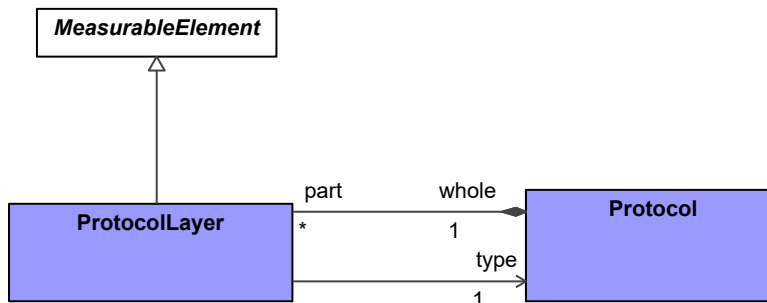 MeasurableElement
part whole
ProtocolLayer Protocol
* 1
type
1